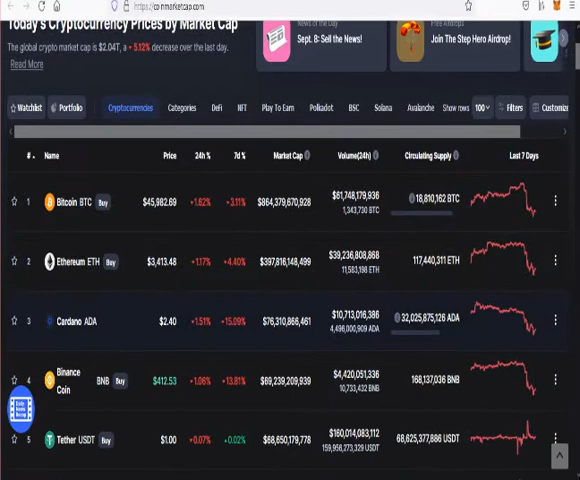 https://coinmarketcap.com
Today's Cryptocurrency Prices by Market Cap
The global crypto market cap is $2.04T, a 5.12% decrease over the last day.
Read More
News of the Day
Sept. 8: Sell the News!
Free Airdrops
Join The Step Hero Airdrop!
Watchlist Portfolio Cryptocurrencies Categories DeFi NFT Play To Earn Polkadot BSC Solana Avalanche Show rows 100 Filters Customize
# Name Price 24h % 7d % Market Cap Volume(24h) Circulating Supply Last 7 Days
1 Bitcoin BTC Buy $45,982.69 1.62% 3.11% $864,379,670,928 $61,748,179,936 18,810,162 BTC
1,343,730 BTC
2 Ethereum ETH Buy $3,413.48 1.17% 4.40% $397,816,148,499 $39,236,808,868 117,440,311 ETH
11,583,198 ETH
3 Cardano ADA $2.40 1.51% 15.09% $76,310,866,461 $10,713,016,386 32,025,875,126 ADA
4,496,000,909 ADA
4 Binance Coin BNB Buy $412.53 1.06% 13.81% $69,239,209,939 $4,420,051,336 168,137,036 BNB
10,733,432 BNB
5 Tether USDT Buy $1.00 0.07% 0.02% $68,650,179,778 $160,014,083,112 68,625,377,886 USDT
159,956,273,329 USDT